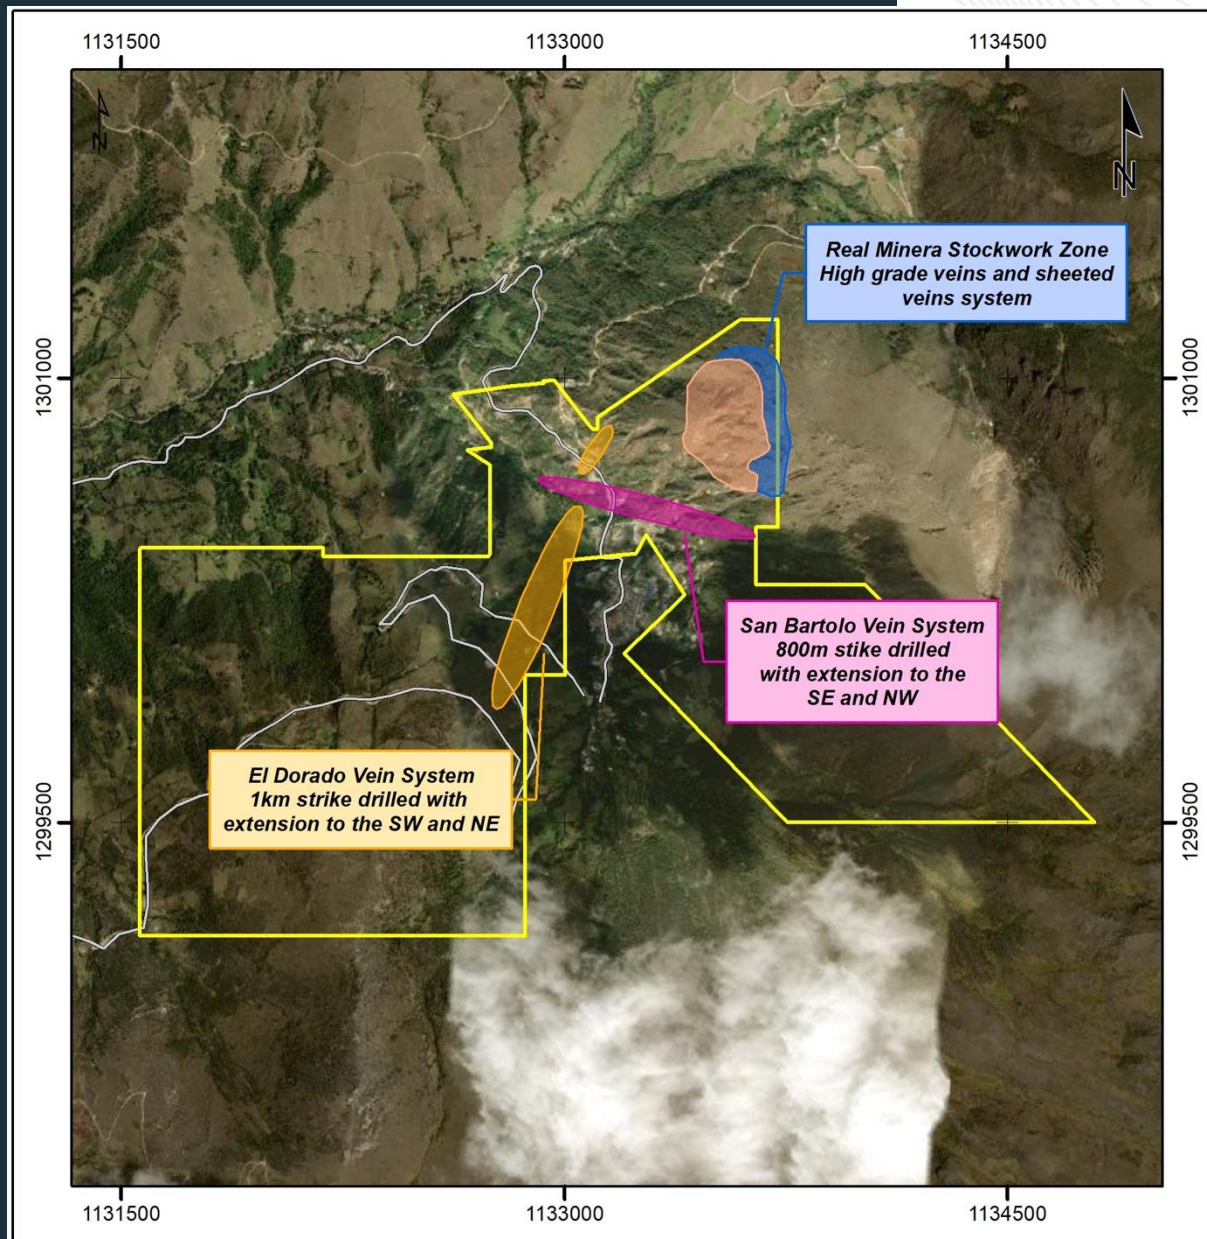 1131500
1133000
1134500
N
N
Real Minera Stockwork Zone
High grade veins and sheeted
veins system
1301000
1301000
San Bartolo Vein System
800m stike drilled
with extension to the
SE and NW
El Dorado Vein System
1km strike drilled with
extension to the SW and NE
1299500
1299500
1131500
1133000
1134500